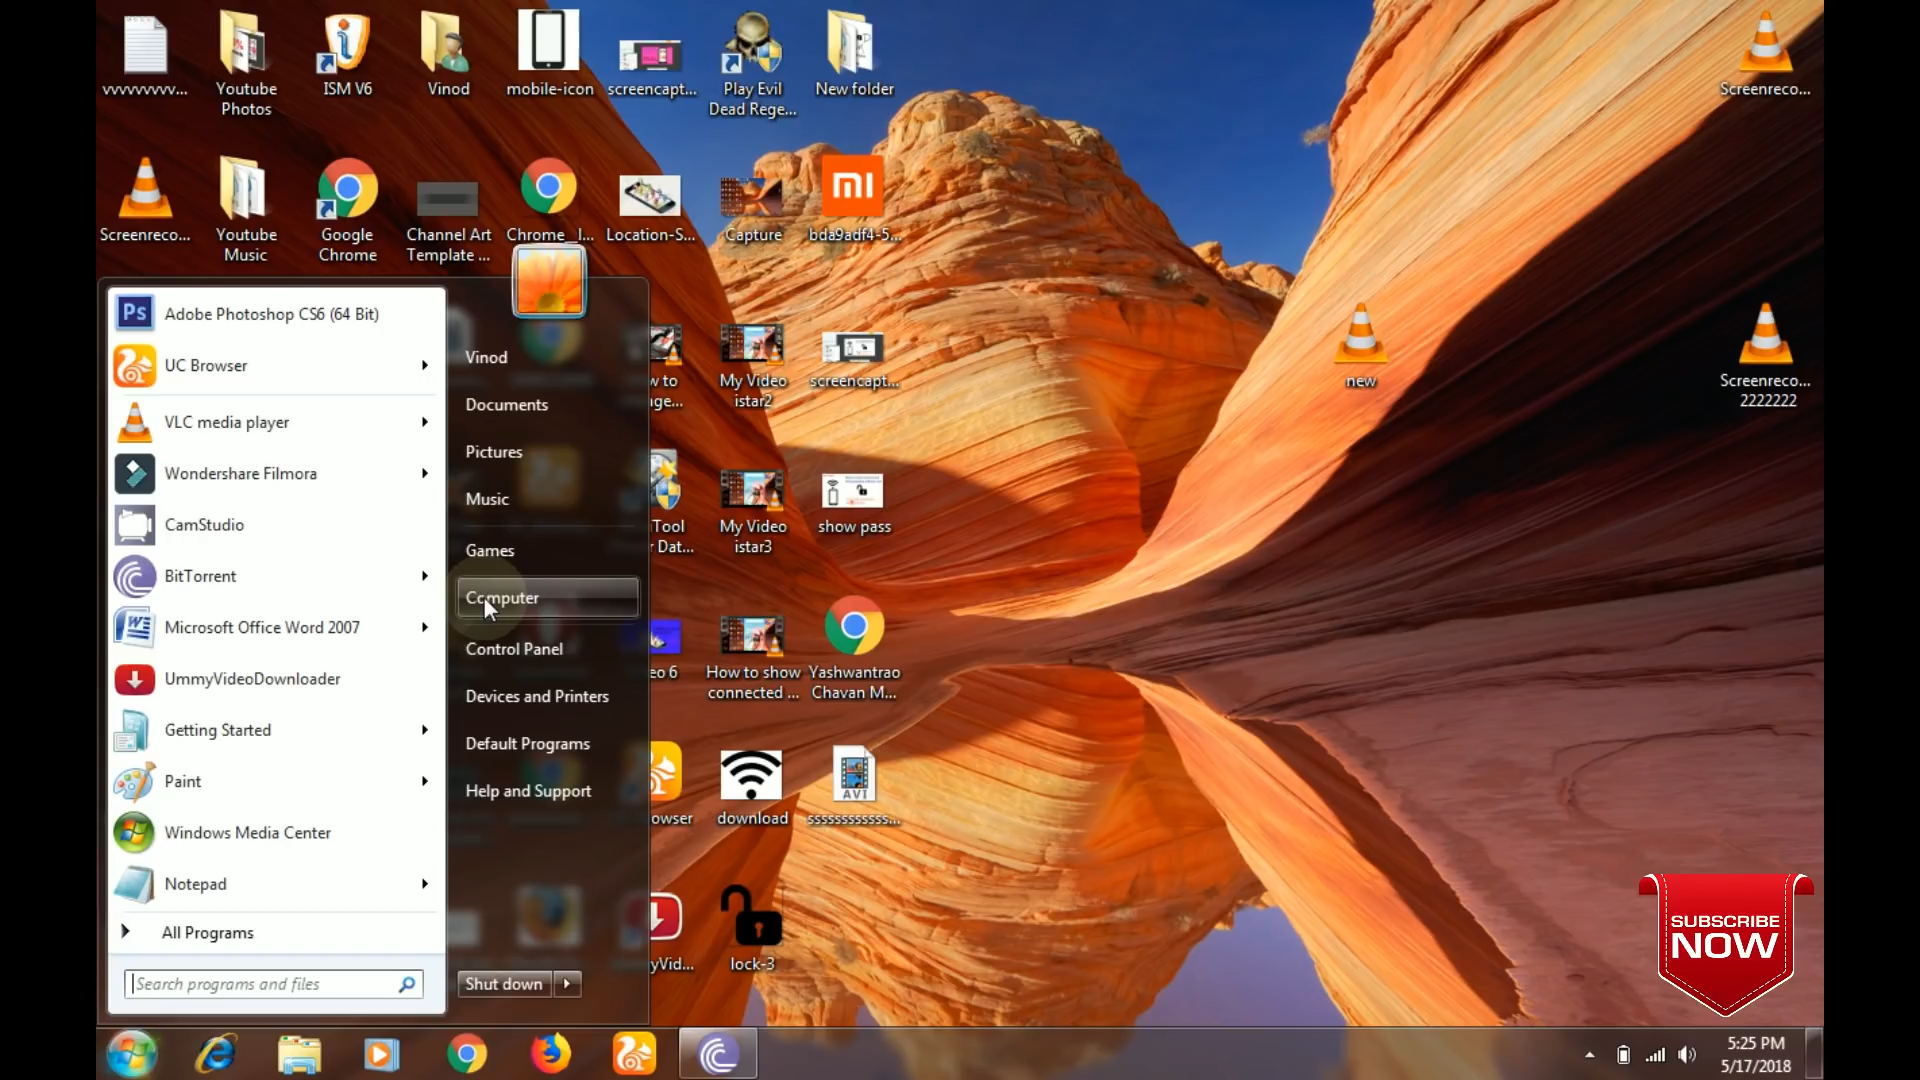 vvvvvvvvv...
Youtube
Photos
ISM V6
Vinod
mobile-icon
screencapt...
Play Evil
Dead Rege...
New folder
Screenreco...
Screenreco...
Youtube
Music
Google
Chrome
Channel Art
Template ...
Chrome_I...
Location-S...
Capture
bda9adf4-5...
Ps
Adobe Photoshop CS6 (64 Bit)
UC Browser
VLC media player
Wondershare Filmora
CamStudio
BitTorrent
Microsoft Office Word 2007
UmmyVideoDownloader
Getting Started
Paint
Windows Media Center
Notepad
All Programs
Search programs and files
Vinod
Documents
Pictures
Music
Games
Computer
Control Panel
Devices and Printers
Default Programs
Help and Support
Shut down
w to
ge...
My Video
istar2
screencapt...
new
Screenreco...
2222222
Tool
r Dat...
My Video
istar3
show pass
eo 6
How to show
connected ...
Yashwantrao
Chavan M...
owser
download
AVI
ssssssssssss...
yVid...
lock-3
SUBSCRIBE
NOW
5:25 PM
5/17/2018